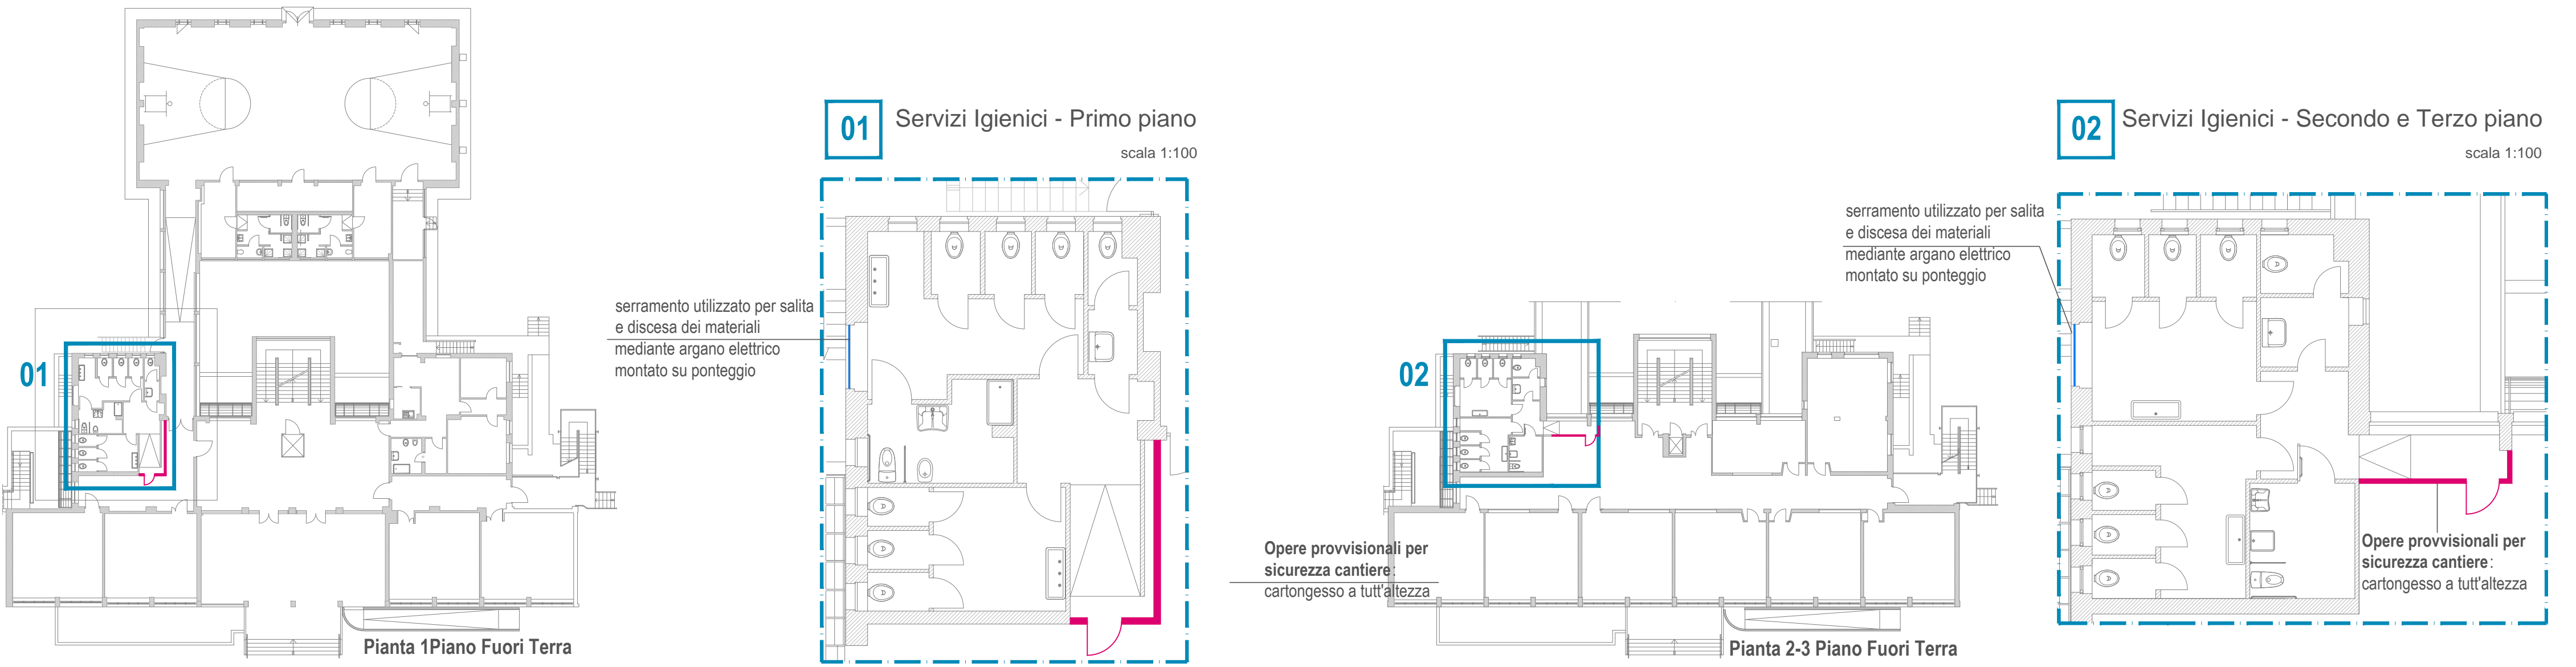 01
Pianta 1Piano Fuori Terra
01
Servizi Igienici - Primo piano
scala 1:100
serramento utilizzato per salita
e discesa dei materiali
mediante argano elettrico
montato su ponteggio
02
Opere provvisionali per
sicurezza cantiere:
cartongesso a tutt'altezza
Pianta 2-3 Piano Fuori Terra
02
Servizi Igienici - Secondo e Terzo piano
scala 1:100
serramento utilizzato per salita
e discesa dei materiali
mediante argano elettrico
montato su ponteggio
Opere provvisionali per
sicurezza cantiere:
cartongesso a tutt'altezza